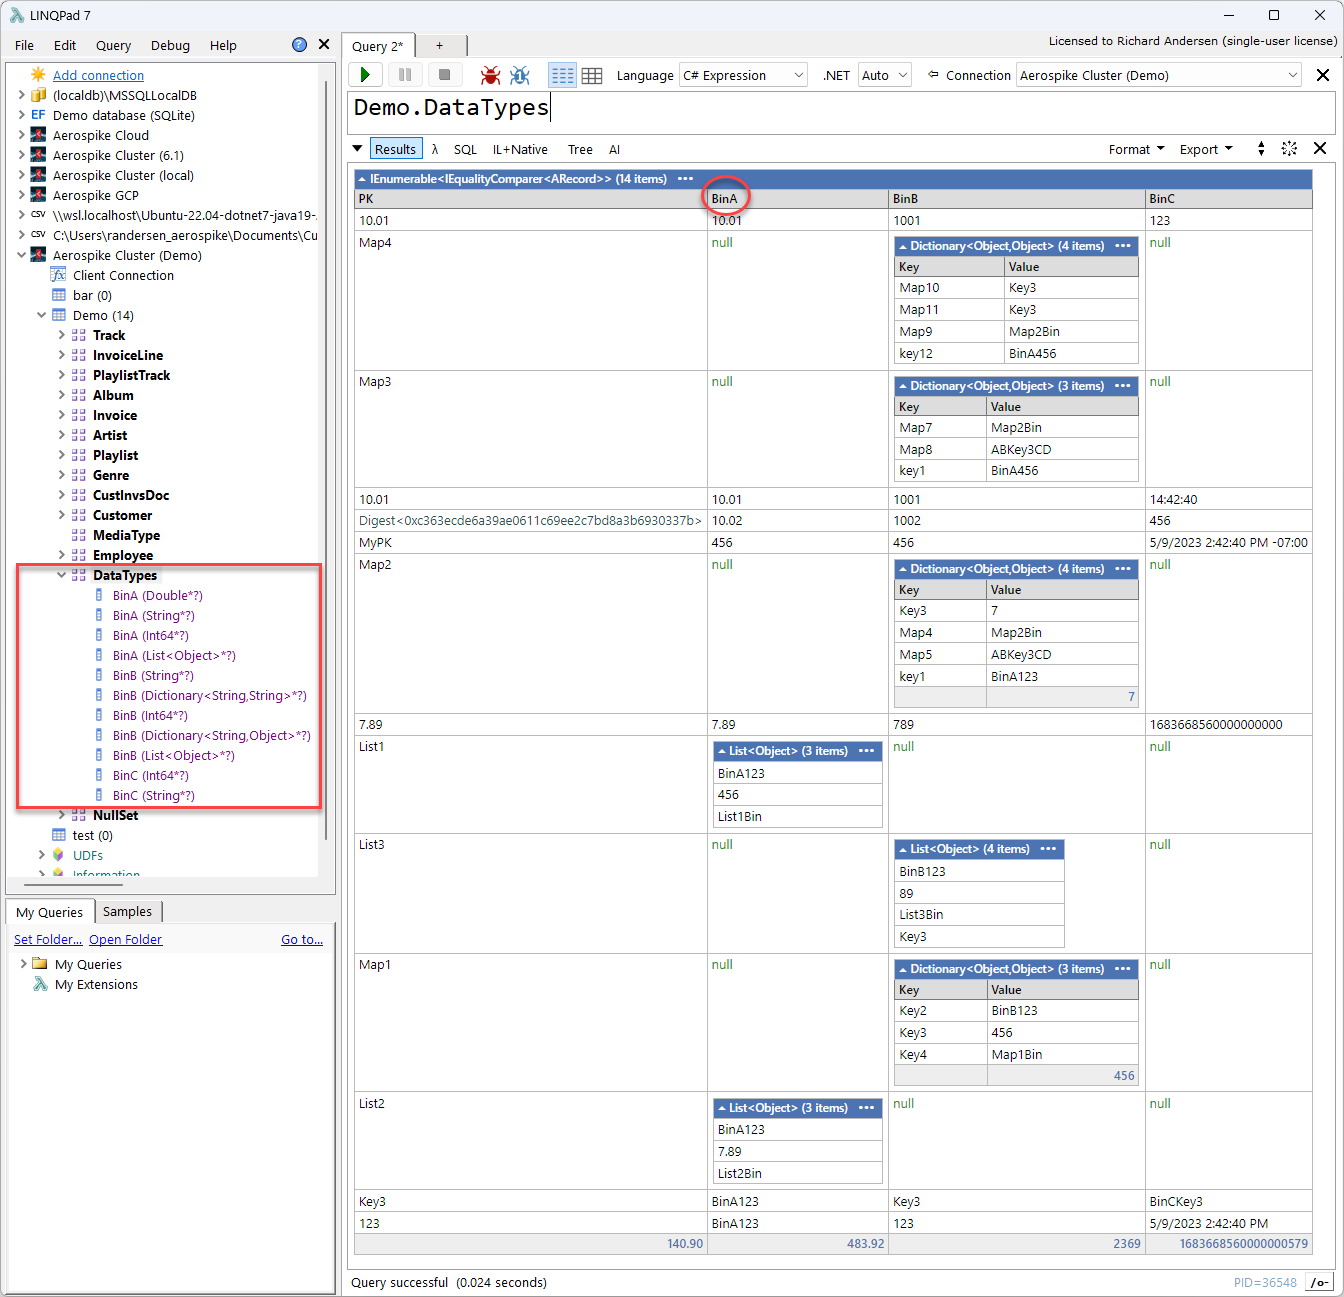 LINQPad 7
File Edit Query Debug Help ?
Add connection
(localdb)\MSSQLLocalDB
EF Demo database (SQLite)
Aerospike Cloud
Aerospike Cluster (6.1)
Aerospike Cluster (local)
Aerospike GCP
CSV \\wsl.localhost\Ubuntu-22.04-dotnet7-java19-.
CSV C:\Users\randersen_aerospike\Documents\Cu
Aerospike Cluster (Demo)
fx Client Connection
bar (0)
Demo (14)
Track
InvoiceLine
PlaylistTrack
Album
Invoice
Artist
Playlist
Genre
CustInvsDoc
Customer
MediaType
Employee
DataTypes
BinA (Double*?)
BinA (String*?)
BinA (Int64*?)
BinA (List<Object>*?)
BinB (String*?)
BinB (Dictionary<String,String>*?)
BinB (Int64*?)
BinB (Dictionary<String,Object>*?)
BinB (List<Object>*?)
BinC (Int64*?)
BinC (String*?)
NullSet
test (0)
UDFs
Information
My Queries Samples
Set Folder... Open Folder Go to...
My Queries
My Extensions
Query 2* +
Licensed to Richard Andersen (single-user license)
Language C# Expression .NET Auto Connection Aerospike Cluster (Demo)
Demo.DataTypes
Results λ SQL IL+Native Tree AI Format Export
IEnumerable<IEqualityComparer<ARecord>> (14 items) •••
PK BinA BinB BinC
10.01 10.01 1001 123
Map4 null Dictionary<Object,Object> (4 items) ••• null
Key Value
Map10 Key3
Map11 Key3
Map9 Map2Bin
key12 BinA456
Map3 null Dictionary<Object,Object> (3 items) ••• null
Key Value
Map7 Map2Bin
Map8 ABKey3CD
key1 BinA456
10.01 10.01 1001 14:42:40
Digest<0xc363ecde6a39ae0611c69ee2c7bd8a3b6930337b> 10.02 1002 456
MyPK 456 456 5/9/2023 2:42:40 PM -07:00
Map2 null Dictionary<Object,Object> (4 items) ••• null
Key Value
Key3 7
Map4 Map2Bin
Map5 ABKey3CD
key1 BinA123
7
7.89 7.89 789 1683668560000000000
List1 List<Object> (3 items) ••• null null
BinA123
456
List1Bin
List3 null List<Object> (4 items) ••• null
BinB123
89
List3Bin
Key3
Map1 null Dictionary<Object,Object> (3 items) ••• null
Key Value
Key2 BinB123
Key3 456
Key4 Map1Bin
456
List2 List<Object> (3 items) ••• null null
BinA123
7.89
List2Bin
Key3 BinA123 Key3 BinCKey3
123 BinA123 123 5/9/2023 2:42:40 PM
140.90 483.92 2369 1683668560000000579
Query successful (0.024 seconds) PID=36548 /o-